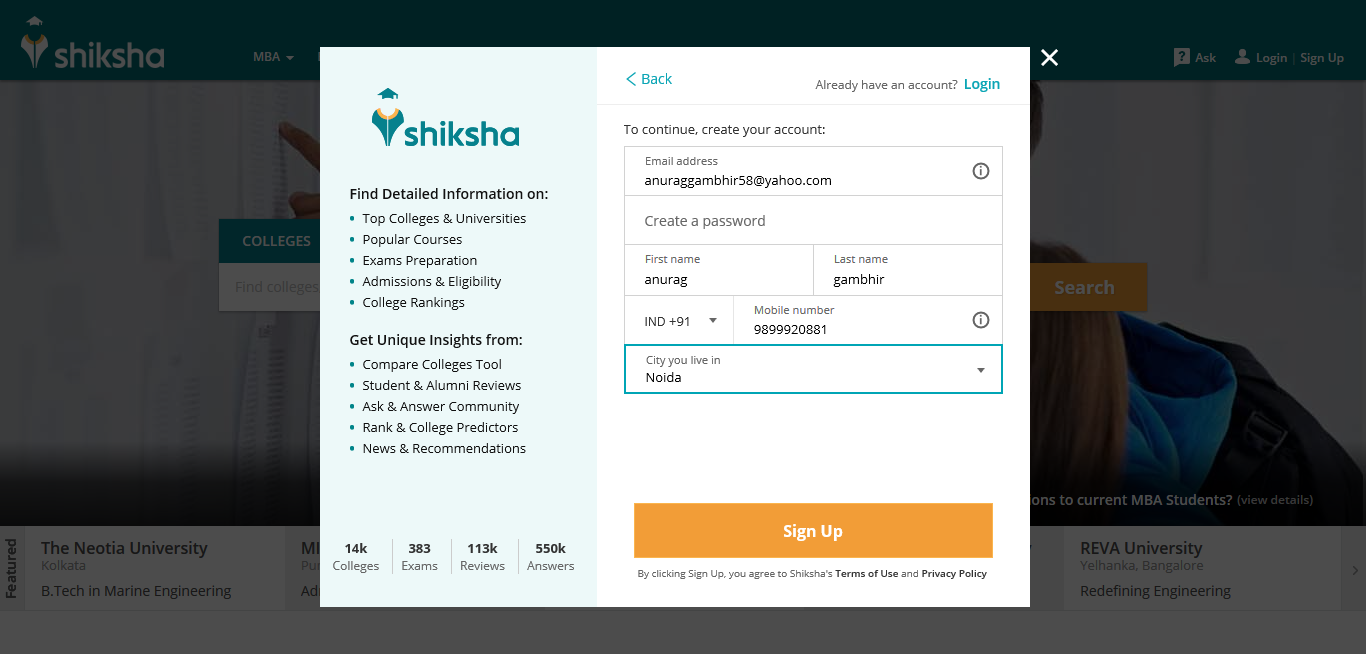 shiksha
MBA
Ask
Login | Sign Up
COLLEGES
Find colleges,
Search
shiksha
Find Detailed Information on:
• Top Colleges & Universities
• Popular Courses
• Exams Preparation
• Admissions & Eligibility
• College Rankings
Get Unique Insights from:
• Compare Colleges Tool
• Student & Alumni Reviews
• Ask & Answer Community
• Rank & College Predictors
• News & Recommendations
14k 383 113k 550k
Colleges Exams Reviews Answers
Back
Already have an account? Login
To continue, create your account:
Email address
anuraggambhir58@yahoo.com
Create a password
First name Last name
anurag gambhir
IND +91
Mobile number
9899920881
City you live in
Noida
Sign Up
By clicking Sign Up, you agree to Shiksha's Terms of Use and Privacy Policy
to current MBA Students? (view details)
Featured
The Neotia University
Kolkata
B.Tech in Marine Engineering
REVA University
Yelhanka, Bangalore
Redefining Engineering